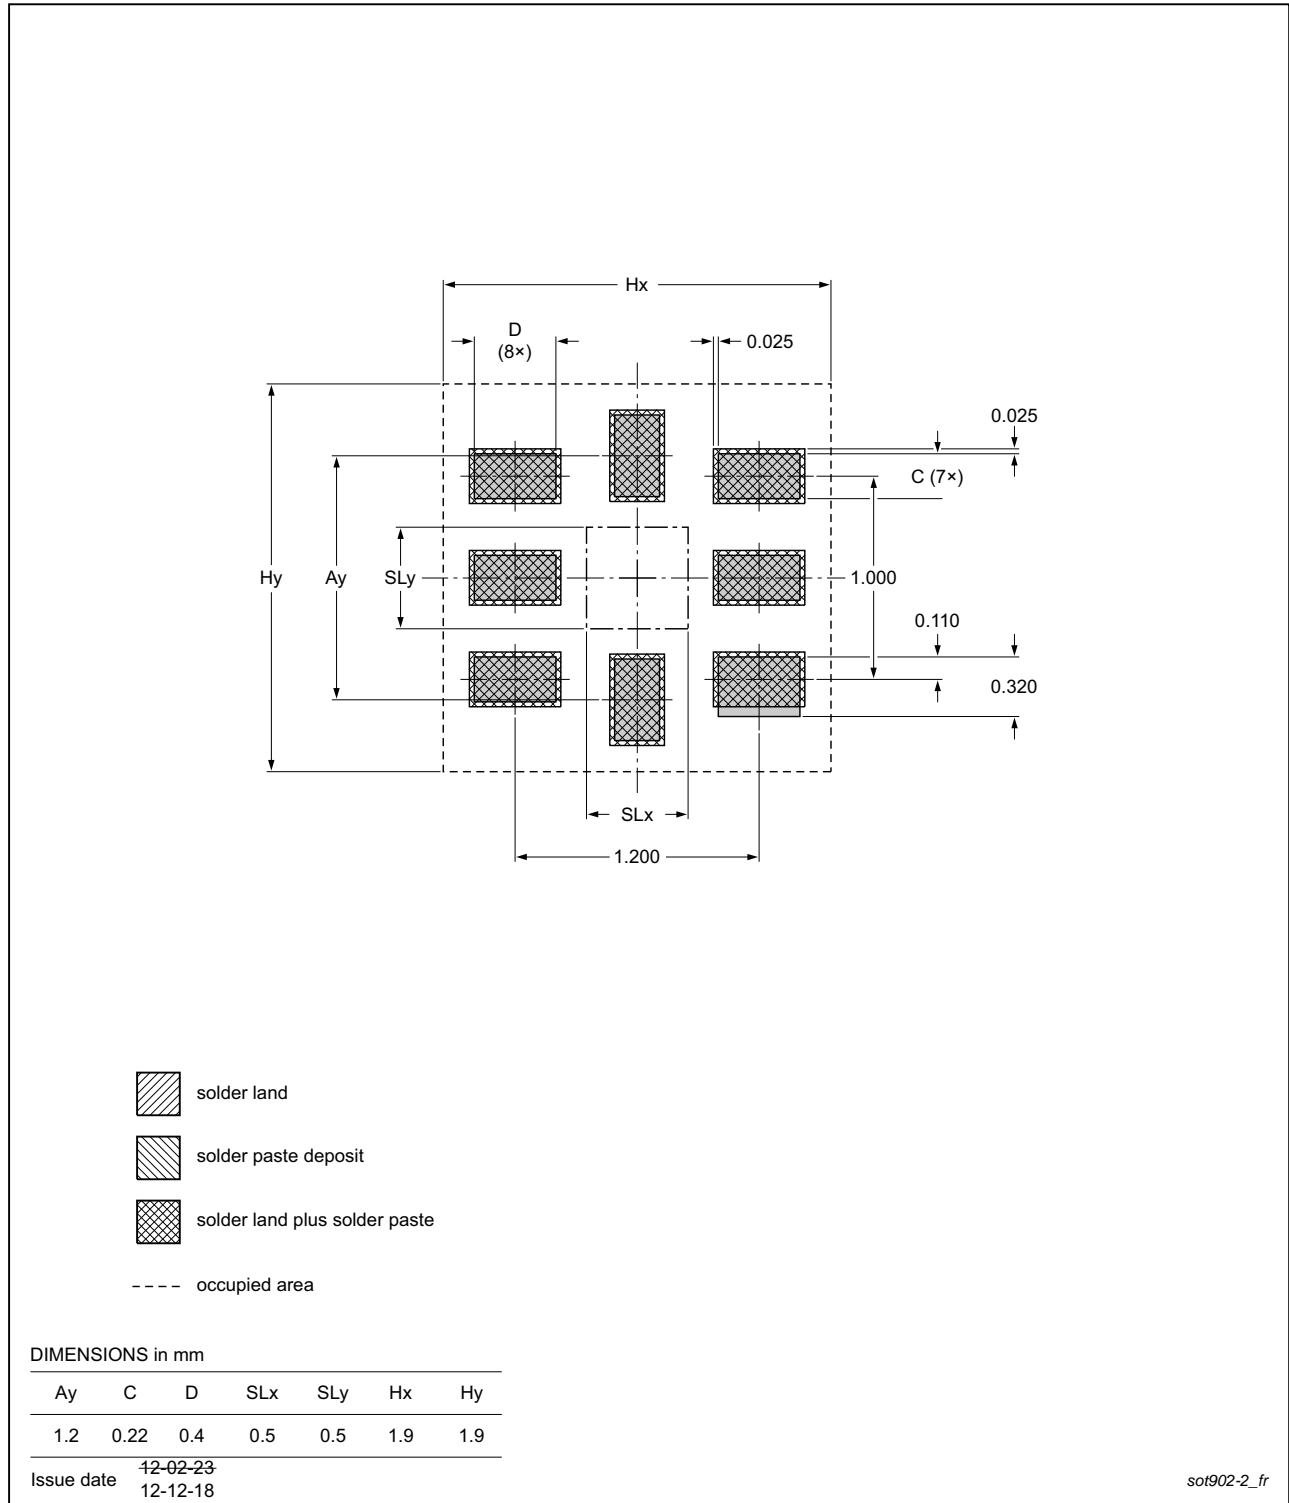 Hx
D
(8×)
0.025
0.025
C (7×)
Hy
Ay
SLy
1.000
0.110
0.320
SLx
1.200
solder land
solder paste deposit
solder land plus solder paste
occupied area
DIMENSIONS in mm
Ay C D SLx SLy Hx Hy
1.2 0.22 0.4 0.5 0.5 1.9 1.9
Issue date 12-02-23
12-12-18
sot902-2_fr